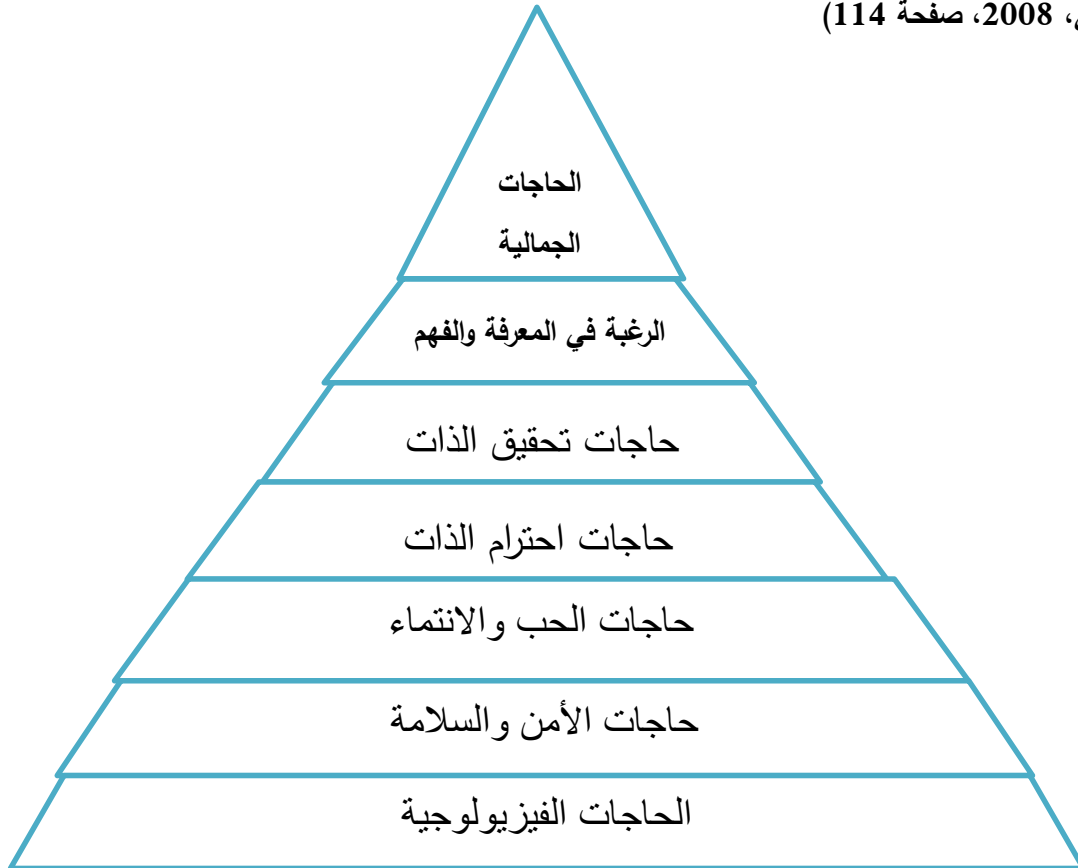 ، 2008، صفحة 114)
الحاجات
الجمالية
الرغبة في المعرفة والفهم
حاجات تحقيق الذات
حاجات احترام الذات
حاجات الحب والانتماء
حاجات الأمن والسلامة
الحاجات الفيزيولوجية